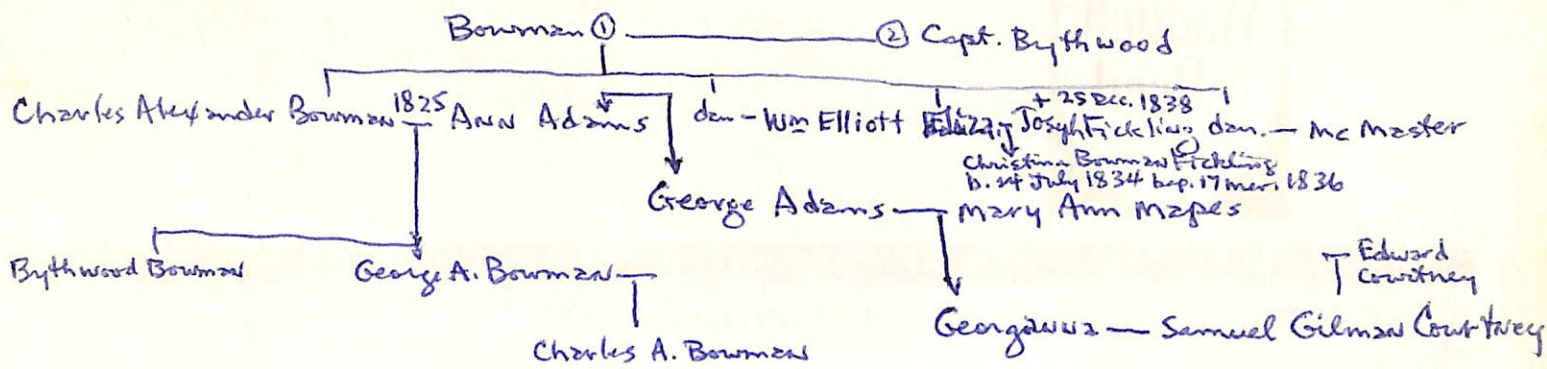 Bowman ① ② Capt. Bythwood
+ 25 Dec. 1838
Charles Alexander Bowman 1825 Ann Adams dau - Wm Elliott Eliza Joseph Fickling dau. - McMaster
Christina Bowman Fickling
b. 24 July 1834 bap. 17 mar. 1836
George Adams - Mary Ann Mapes
Bythwood Bowman George A. Bowman - Edward
Courtney
Georgianna - Samuel Gilman Courtney
Charles A. Bowman